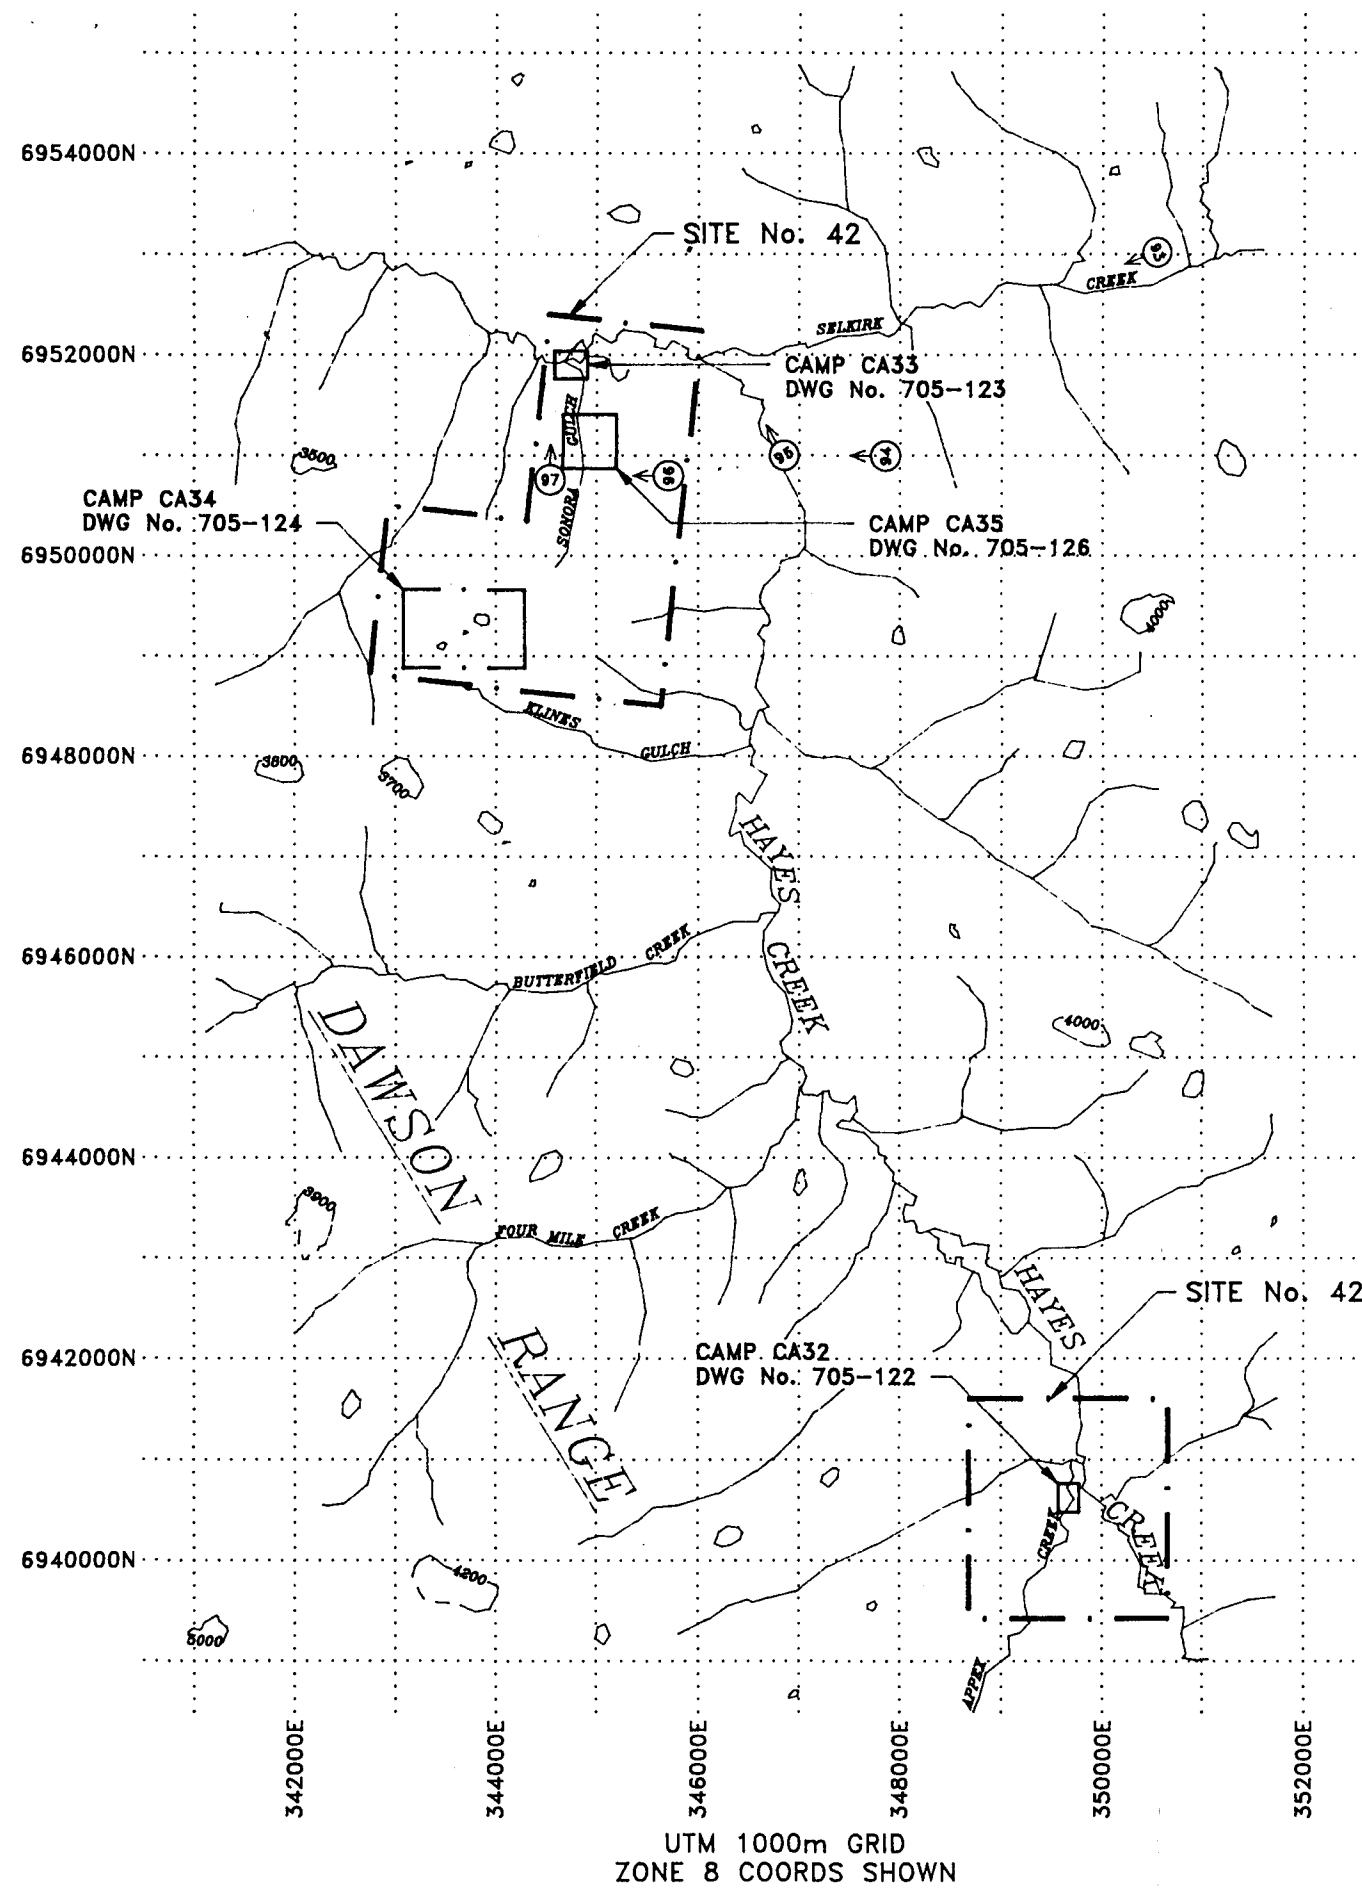 6954000N
SITE No. 42
93
CREEK
SELKIRK
6952000N
CAMP CA33
DWG No. 705-123
GULCH
3500
97
96
95
94
CAMP CA34
DWG No. 705-124
SONORA
CAMP CA35
DWG No. 705-126
6950000N
4000
KLINES
GULCH
6948000N
3800
3700
HAYES
CREEK
6946000N
BUTTERFIELD
CREEK
4000
DAWSON
6944000N
3900
FOUR MILE CREEK
HAYES
SITE No. 42
RANGE
6942000N
CAMP CA32
DWG No. 705-122
CREEK
CREEK
6940000N
4200
5000
APPEX
342000E
344000E
346000E
348000E
350000E
352000E
UTM 1000m GRID
ZONE 8 COORDS SHOWN